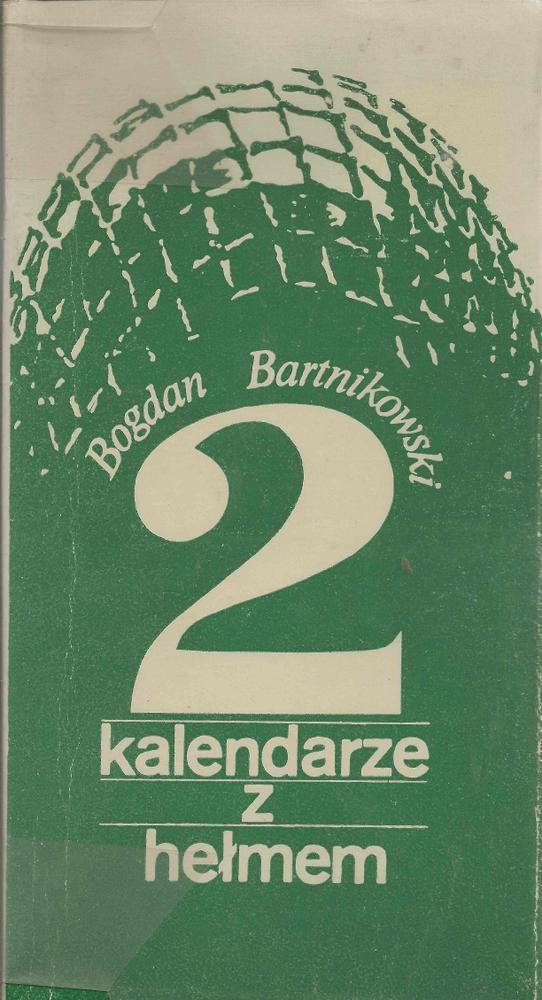 Bogdan Bartnikowski
2
kalendarze
z
hełmem